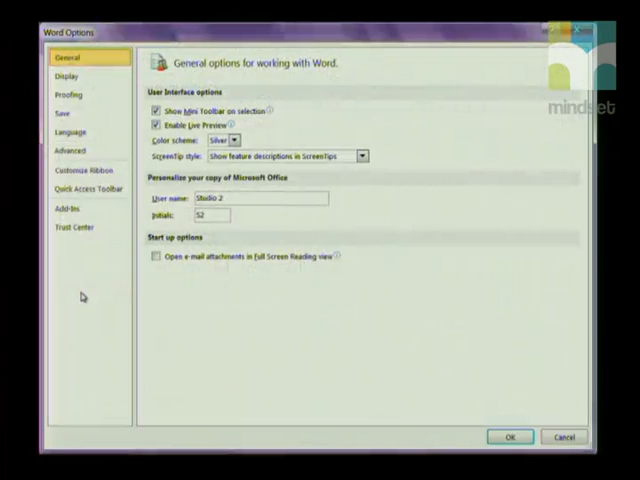 Word Options
mindset
General
Display
Proofing
Save
Language
Advanced
Customize Ribbon
Quick Access Toolbar
Add-Ins
Trust Center
General options for working with Word.
User Interface options
Show Mini Toolbar on selection
Enable Live Preview
Color scheme: Silver
ScreenTip style: Show feature descriptions in ScreenTips
Personalize your copy of Microsoft Office
User name: Studio 2
Initials: S2
Start up options
Open e-mail attachments in Full Screen Reading view
OK Cancel